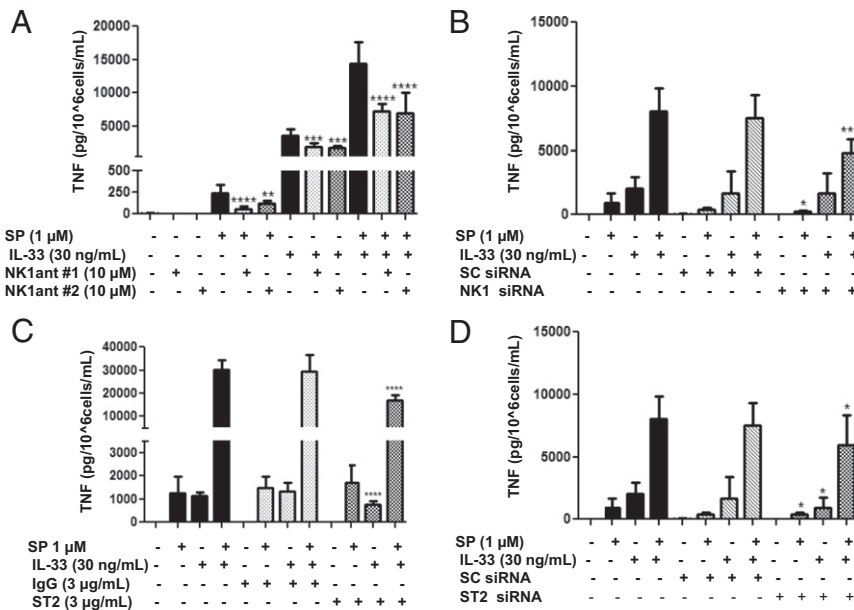 A
TNF (pg/10^6cells/mL)
20000
15000
10000
5000
500
250
0
**** ** *** *** **** ****
SP (1 µM) - - - + + + - - - + + +
IL-33 (30 ng/mL) - - - - - - + + + + + +
NK1ant #1 (10 µM) - + - - + - - + - - + -
NK1ant #2 (10 µM) - - + - - + - - + - - +
B
TNF (pg/10^6cells/mL)
15000
10000
5000
0
* **
SP (1 µM) - + - + - + - + - + - +
IL-33 (30 ng/mL) - - + + - - + + - - + +
SC siRNA - - - - + + + + - - - -
NK1 siRNA - - - - - - - - + + + +
C
TNF (pg/10^6cells/mL)
40000
30000
20000
10000
3000
2000
1000
0
**** ****
SP 1 µM - + - + - + - + - + - +
IL-33 (30 ng/mL) - - + + - - + + - - + +
IgG (3 µg/mL) - - - - + + + + - - - -
ST2 (3 µg/mL) - - - - - - - - + + + +
D
TNF (pg/10^6cells/mL)
15000
10000
5000
0
* * *
SP (1 µM) - + - + - + - + - + - +
IL-33 (30 ng/mL) - - + + - - + + - - + +
SC siRNA - - - - + + + + - - - -
ST2 siRNA - - - - - - - - + + + +